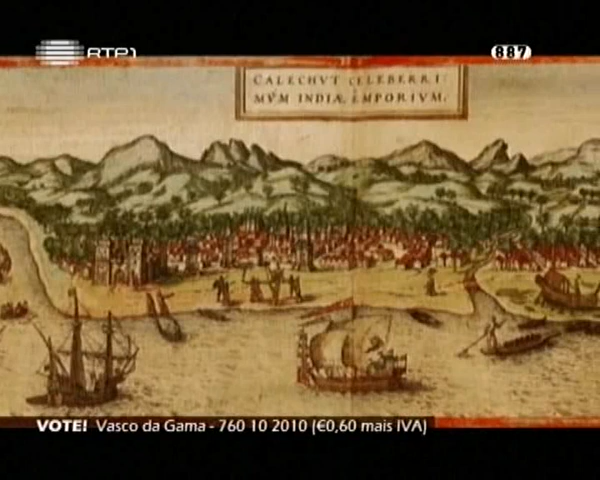 RTP1
887
CALECHVT CELEBERRI:
MVM INDIÆ EMPORIVM.
VOTE! Vasco da Gama - 760 10 2010 (€0,60 mais IVA)